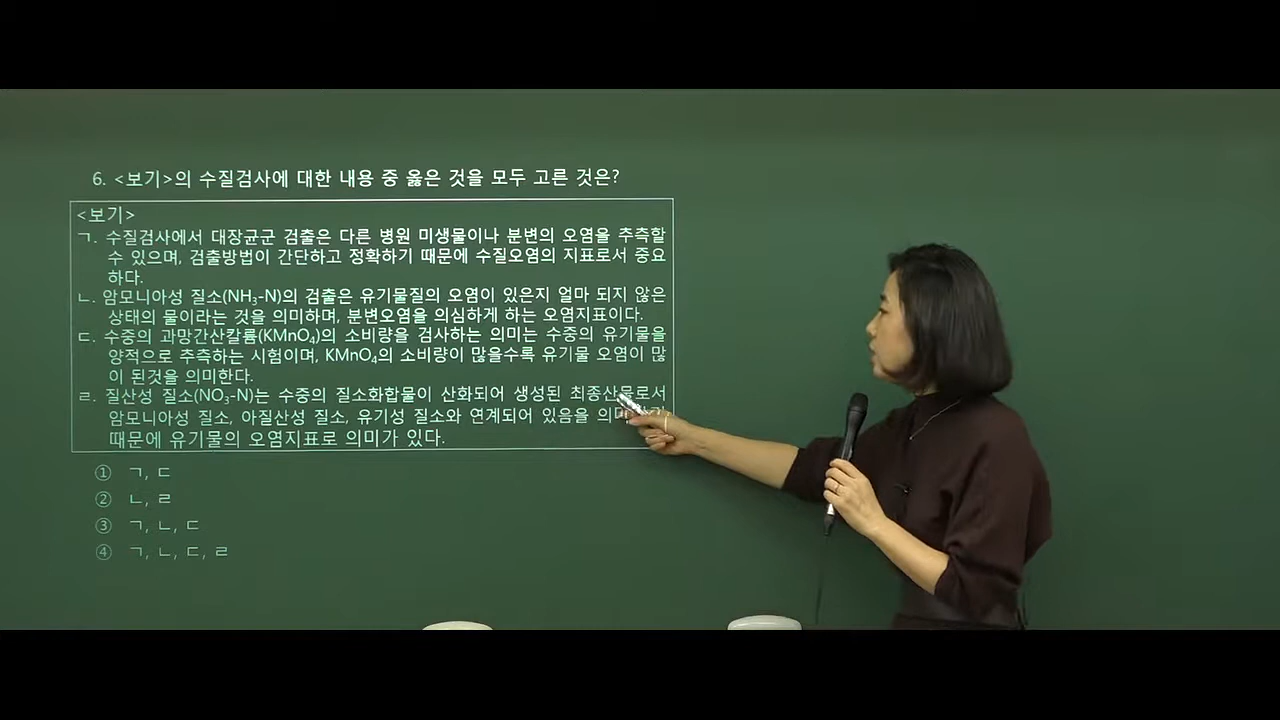 6. <보기>의 수질검사에 대한 내용 중 옳은 것을 모두 고른 것은?
<보기>
ㄱ. 수질검사에서 대장균군 검출은 다른 병원 미생물이나 분변의 오염을 추측할
수 있으며, 검출방법이 간단하고 정확하기 때문에 수질오염의 지표로서 중요
하다.
ㄴ. 암모니아성 질소(NH₃-N)의 검출은 유기물질의 오염이 있은지 얼마 되지 않은
상태의 물이라는 것을 의미하며, 분변오염을 의심하게 하는 오염지표이다.
ㄷ. 수중의 과망간산칼륨(KMnO₄)의 소비량을 검사하는 의미는 수중의 유기물을
양적으로 추측하는 시험이며, KMnO₄의 소비량이 많을수록 유기물 오염이 많
이 된것을 의미한다.
ㄹ. 질산성 질소(NO₃-N)는 수중의 질소화합물이 산화되어 생성된 최종산물로서
암모니아성 질소, 아질산성 질소, 유기성 질소와 연계되어 있음을
때문에 유기물의 오염지표로 의미가 있다.
① ㄱ, ㄷ
② ㄴ, ㄹ
③ ㄱ, ㄴ, ㄷ
④ ㄱ, ㄴ, ㄷ, ㄹ